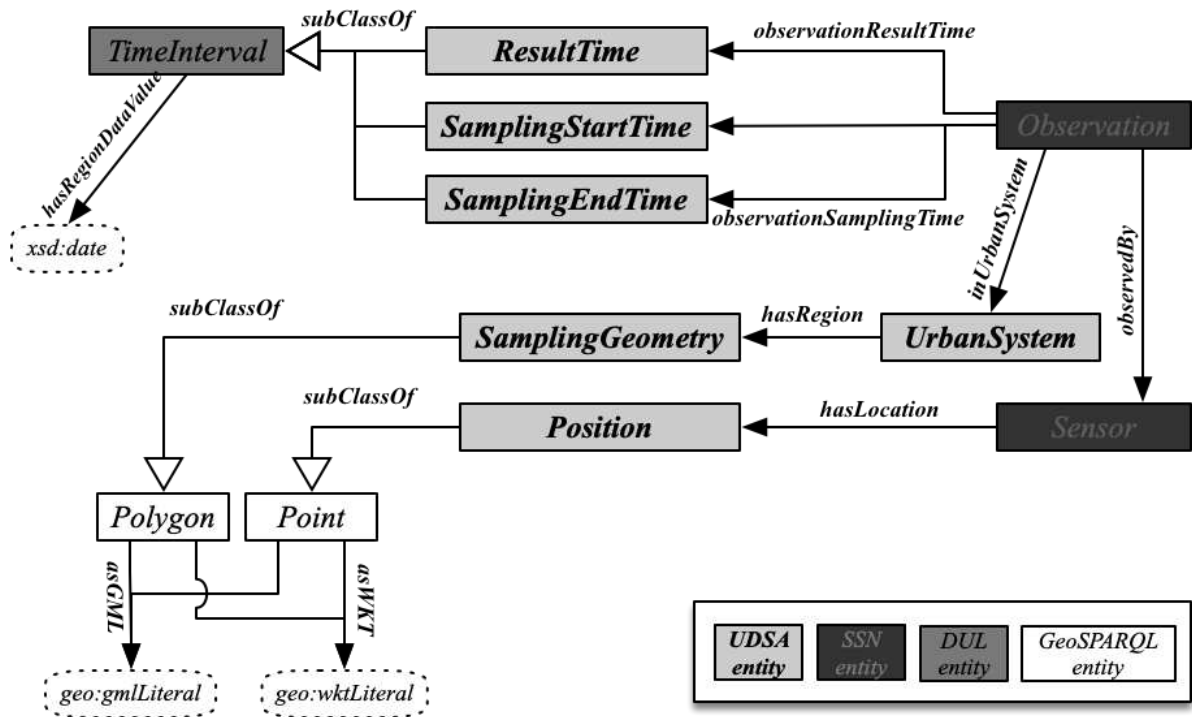 subClassOf
observationResultTime
TimeInterval
ResultTime
hasRegionDataValue
SamplingStartTime
Observation
SamplingEndTime
observationSamplingTime
xsd:date
inUrbanSystem
observedBy
subClassOf
hasRegion
SamplingGeometry
UrbanSystem
subClassOf
hasLocation
Position
Sensor
Polygon
Point
asGML
asWKT
geo:gmlLiteral
geo:wktLiteral
UDSA
entity
SSN
entity
DUL
entity
GeoSPARQL
entity